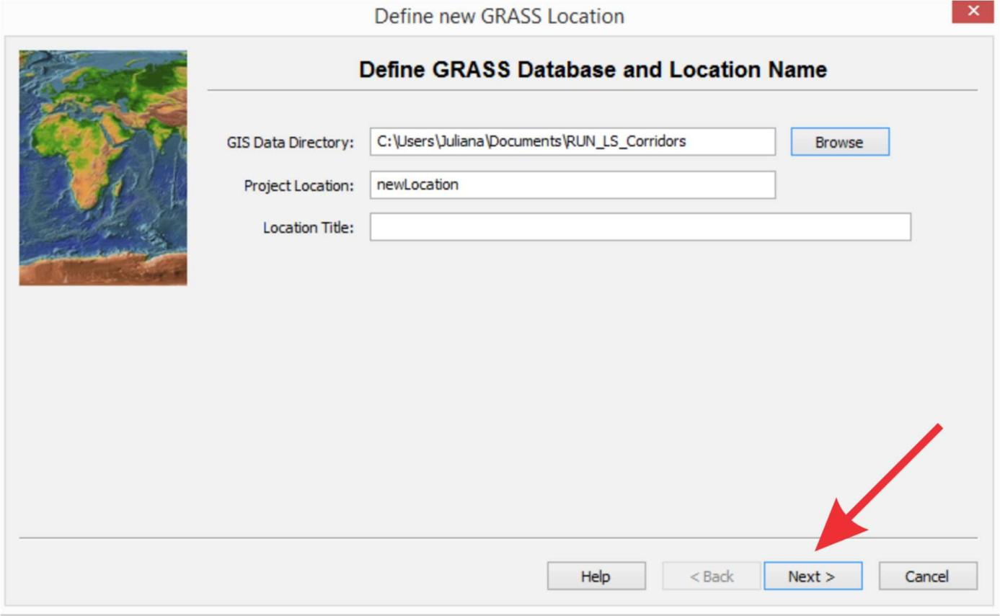 Define new GRASS Location
Define GRASS Database and Location Name
GIS Data Directory: C:\Users\Juliana\Documents\RUN_LS_Corridors Browse
Project Location: newLocation
Location Title:
Help < Back Next > Cancel